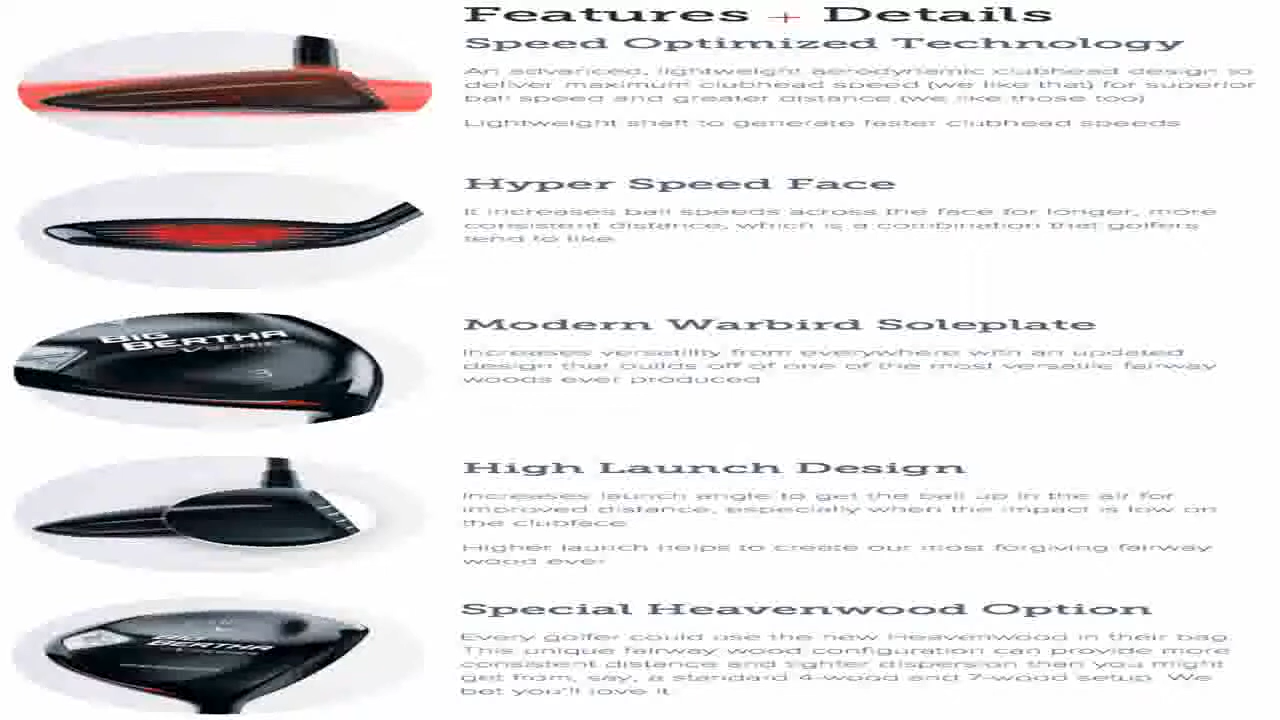 Features + Details
Speed Optimized Technology
An advanced, lightweight aerodynamic clubhead design to
deliver maximum clubhead speed (we like that) for superior
ball speed and greater distance (we like those too)
Lightweight shaft to generate faster clubhead speeds
Hyper Speed Face
It increases ball speeds across the face for longer, more
consistent distance, which is a combination that golfers
tend to like.
BIG
BERTHA
V SERIES
3
Modern Warbird Soleplate
Increases versatility from everywhere with an updated
design that builds off of one of the most versatile fairway
woods ever produced
High Launch Design
Increases launch angle to get the ball up in the air for
improved distance, especially when the impact is low on
the clubface
Higher launch helps to create our most forgiving fairway
wood ever
Special Heavenwood Option
BIG
BERTHA
Every golfer could use the new Heavenwood in their bag.
This unique fairway wood configuration can provide more
consistent distance and tighter dispersion than you might
get from, say, a standard 4-wood and 7-wood setup. We
bet you'll love it.